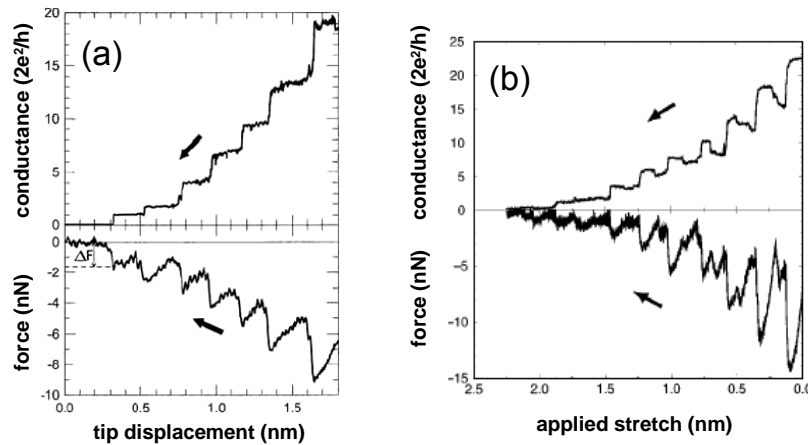 (a)
conductance (2e²/h)
20
15
10
5
0
ΔF
force (nN)
0
-2
-4
-6
-8
-10
0.0 0.5 1.0 1.5
tip displacement (nm)
(b)
conductance (2e²/h)
25
20
15
10
5
0
force (nN)
−5
−10
−15
2.5 2.0 1.5 1.0 0.5 0.0
applied stretch (nm)